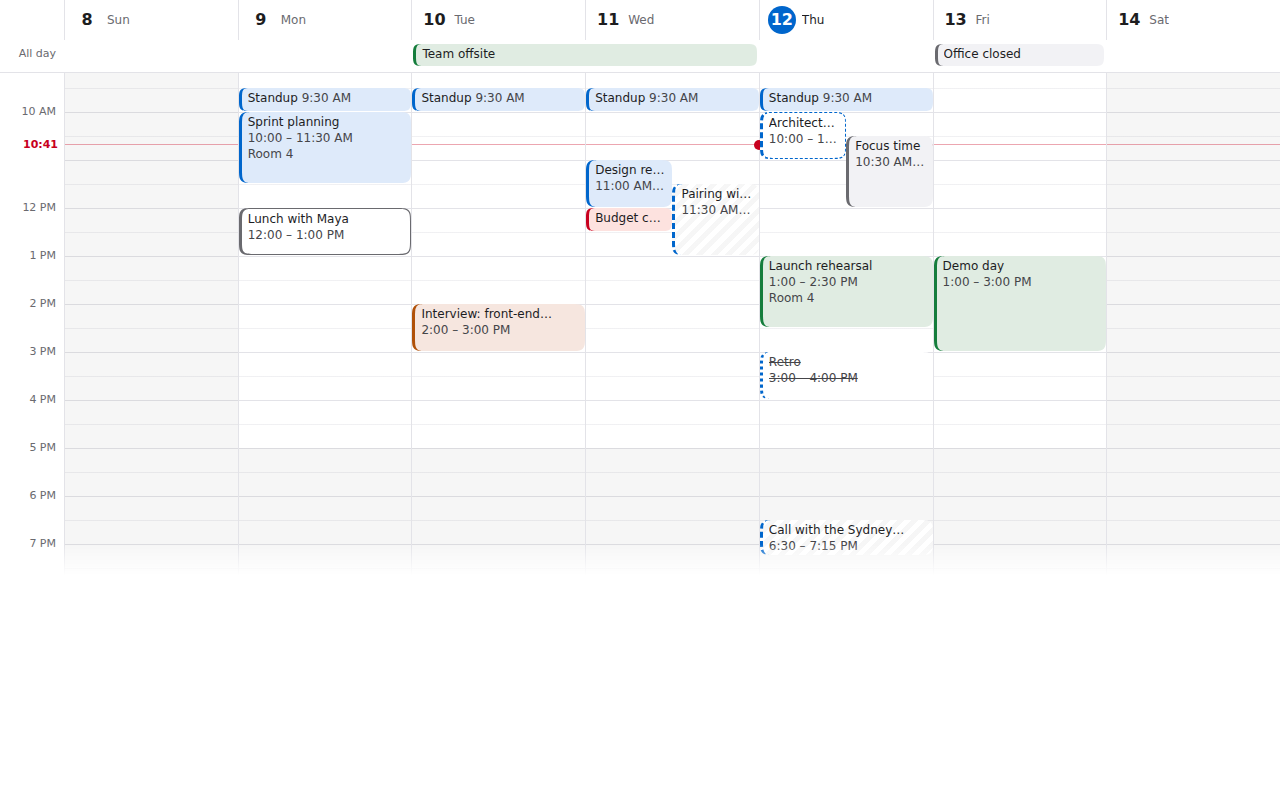 8 Sun
9 Mon
10 Tue
11 Wed
12 Thu
13 Fri
14 Sat
All day
Team offsite
Office closed
10 AM
10:41
12 PM
1 PM
2 PM
3 PM
4 PM
5 PM
6 PM
7 PM
Standup 9:30 AM
Sprint planning
10:00 – 11:30 AM
Room 4
Lunch with Maya
12:00 – 1:00 PM
Standup 9:30 AM
Interview: front-end…
2:00 – 3:00 PM
Standup 9:30 AM
Design re…
11:00 AM…
Pairing wi…
11:30 AM…
Budget c…
Standup 9:30 AM
Architect…
10:00 – 1…
Focus time
10:30 AM…
Launch rehearsal
1:00 – 2:30 PM
Room 4
Retro
3:00 – 4:00 PM
Call with the Sydney…
6:30 – 7:15 PM
Demo day
1:00 – 3:00 PM